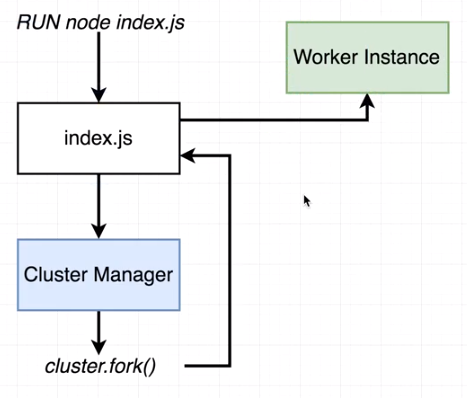 RUN node index.js
Worker Instance
index.js
Cluster Manager
cluster.fork()